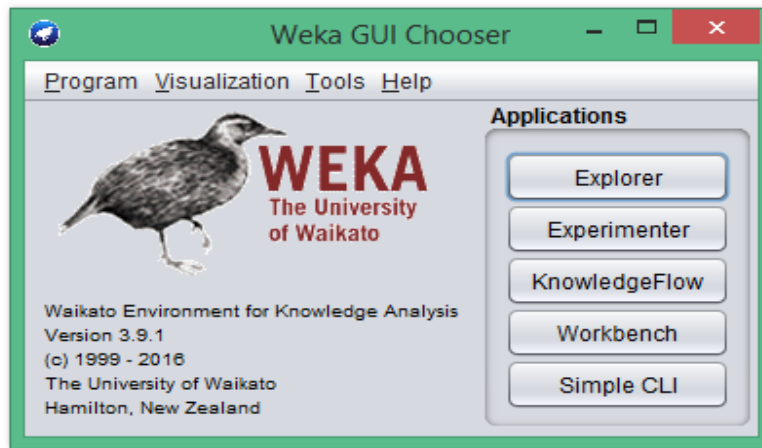 Weka GUI Chooser
Program Visualization Tools Help
WEKA
The University
of Waikato
Waikato Environment for Knowledge Analysis
Version 3.9.1
(c) 1999 - 2016
The University of Waikato
Hamilton, New Zealand
Applications
Explorer
Experimenter
KnowledgeFlow
Workbench
Simple CLI